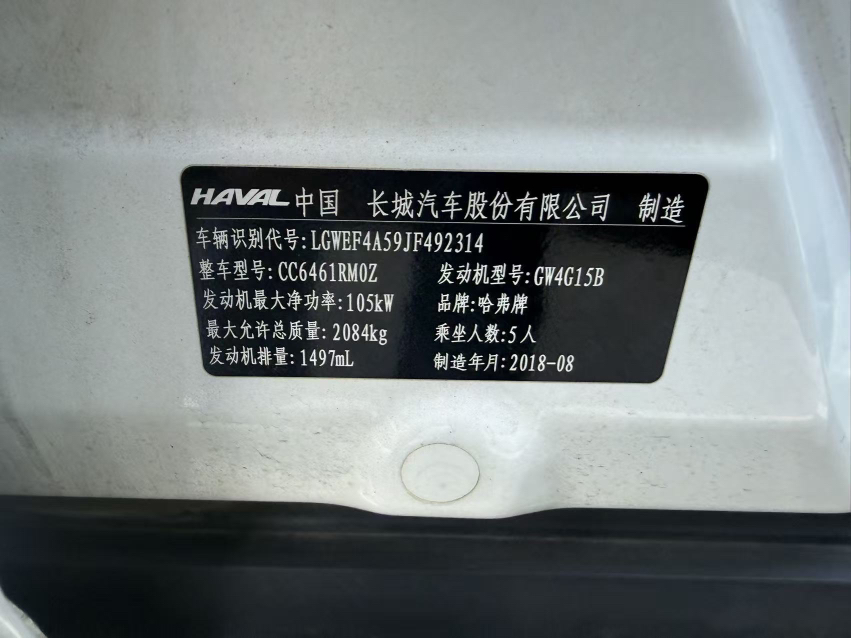 HAVAL 中国 长城汽车股份有限公司 制造
车辆识别代号:LGWEF4A59JF492314
整车型号:CC6461RM0Z 发动机型号:GW4G15B
发动机最大净功率:105kW 品牌:哈弗牌
最大允许总质量:2084kg 乘坐人数:5人
发动机排量:1497mL 制造年月:2018-08